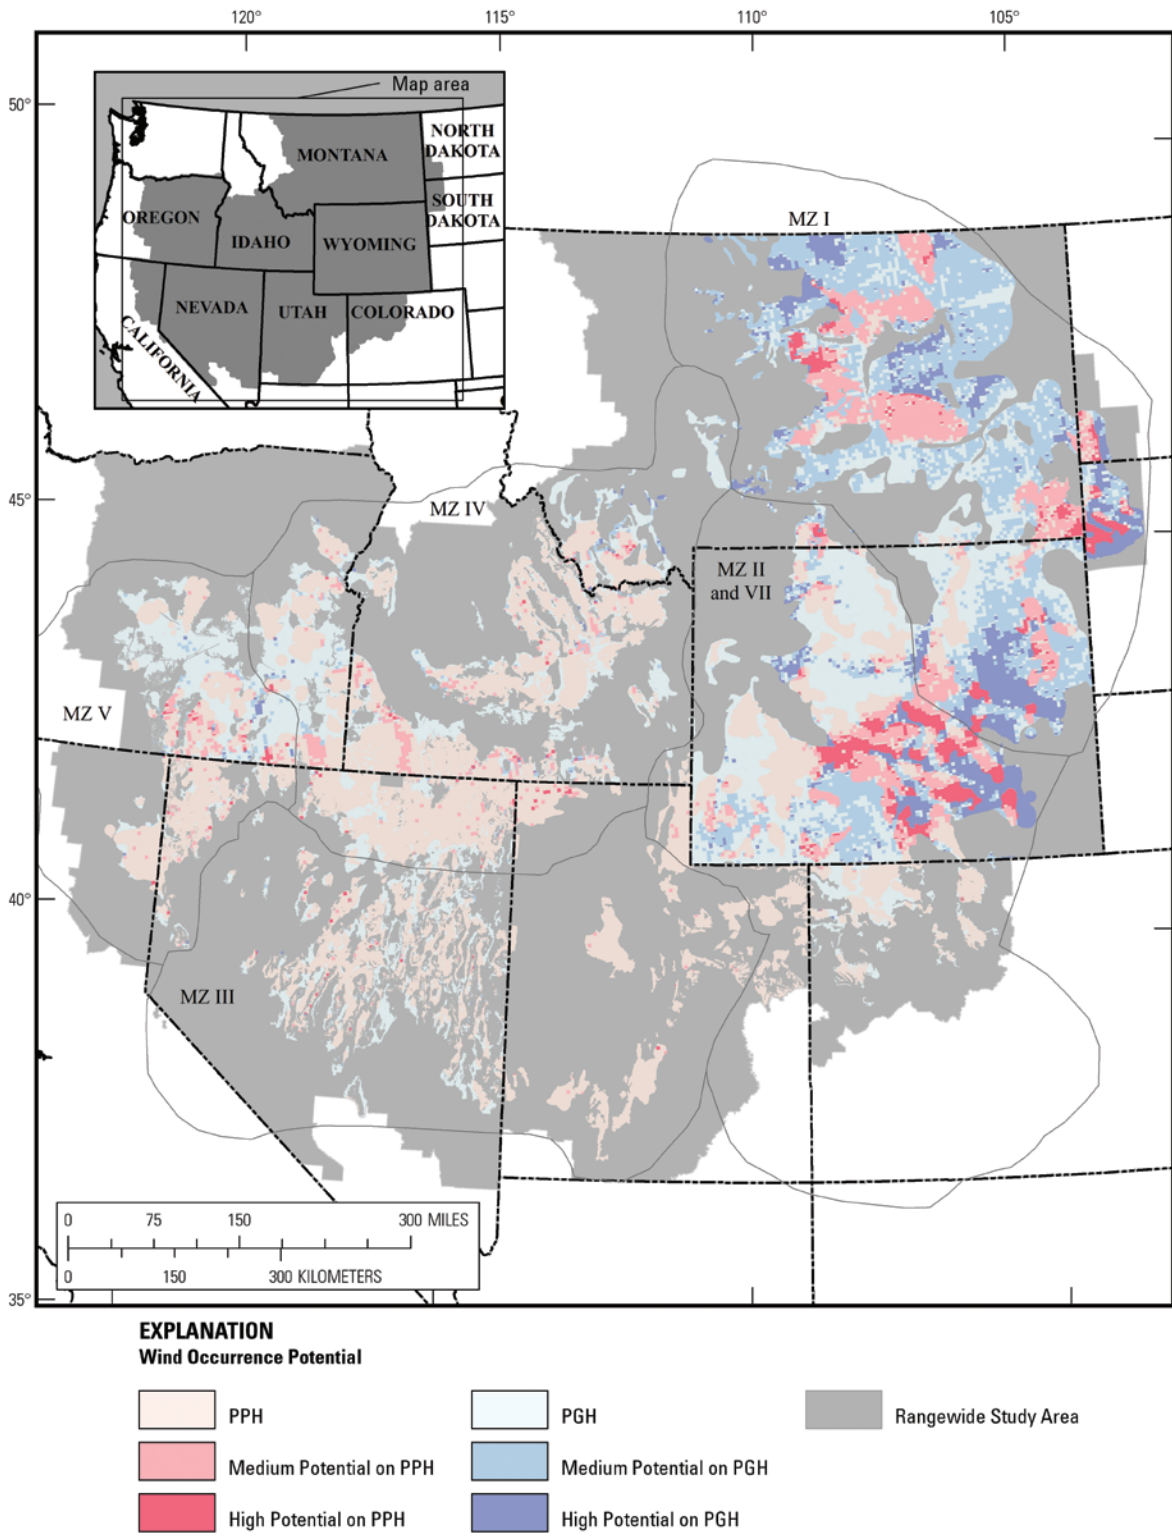 120° 115° 110° 105°
50°
Map area
NORTH
DAKOTA
MONTANA
SOUTH
DAKOTA
OREGON
IDAHO
WYOMING
NEVADA
UTAH
COLORADO
CALIFORNIA
MZ I
45°
MZ IV
MZ II
and VII
MZ V
40°
MZ III
0 75 150 300 MILES
0 150 300 KILOMETERS
35°
EXPLANATION
Wind Occurrence Potential
PPH PGH Rangewide Study Area
Medium Potential on PPH Medium Potential on PGH
High Potential on PPH High Potential on PGH